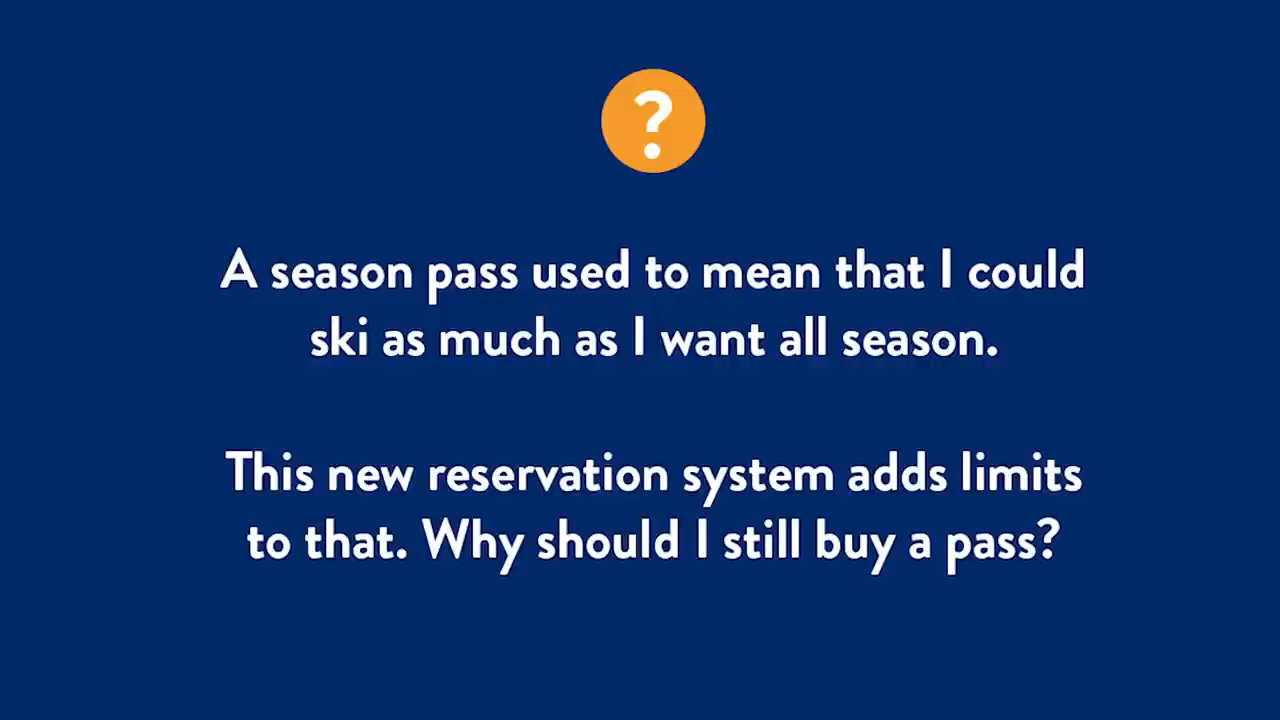 ?
A season pass used to mean that I could
ski as much as I want all season.
This new reservation system adds limits
to that. Why should I still buy a pass?